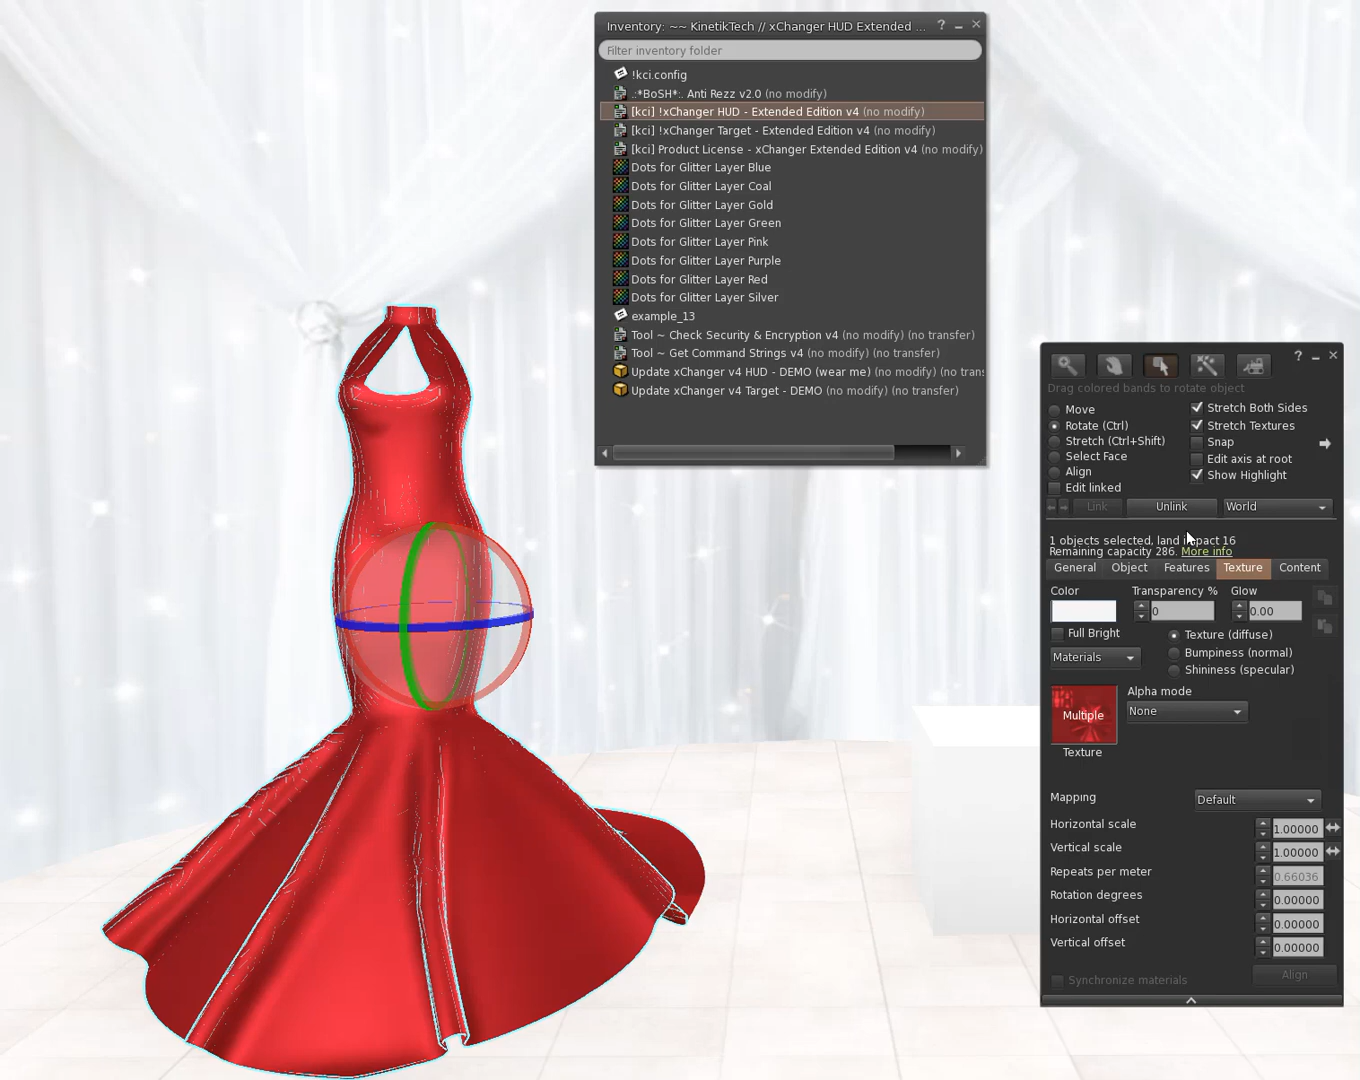 Inventory: ~~ KinetikTech // xChanger HUD Extended ...
?
Filter inventory folder
!kci.config
.:*BoSH*:. Anti Rezz v2.0 (no modify)
[kci] !xChanger HUD - Extended Edition v4 (no modify)
[kci] !xChanger Target - Extended Edition v4 (no modify)
[kci] Product License - xChanger Extended Edition v4 (no modify)
Dots for Glitter Layer Blue
Dots for Glitter Layer Coal
Dots for Glitter Layer Gold
Dots for Glitter Layer Green
Dots for Glitter Layer Pink
Dots for Glitter Layer Purple
Dots for Glitter Layer Red
Dots for Glitter Layer Silver
example_13
Tool ~ Check Security & Encryption v4 (no modify) (no transfer)
Tool ~ Get Command Strings v4 (no modify) (no transfer)
Update xChanger v4 HUD - DEMO (wear me) (no modify) (no trans
Update xChanger v4 Target - DEMO (no modify) (no transfer)
?
Drag colored bands to rotate object
Move
Rotate (Ctrl)
Stretch (Ctrl+Shift)
Select Face
Align
Edit linked
Stretch Both Sides
Stretch Textures
Snap
Edit axis at root
Show Highlight
Link Unlink World
1 objects selected, land impact 16
Remaining capacity 286. More info
General Object Features Texture Content
Color Transparency % Glow
0 0.00
Full Bright
Texture (diffuse)
Materials
Bumpiness (normal)
Shininess (specular)
Multiple
Texture
Alpha mode
None
Mapping Default
Horizontal scale 1.00000
Vertical scale 1.00000
Repeats per meter 0.66036
Rotation degrees 0.00000
Horizontal offset 0.00000
Vertical offset 0.00000
Synchronize materials Align